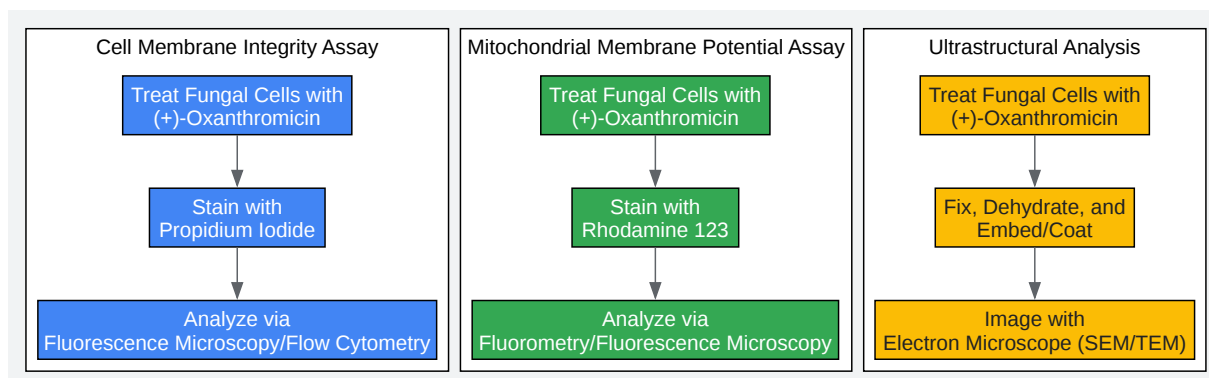 Cell Membrane Integrity Assay
Treat Fungal Cells with
(+)-Oxanthromicin
Stain with
Propidium Iodide
Analyze via
Fluorescence Microscopy/Flow Cytometry
Mitochondrial Membrane Potential Assay
Treat Fungal Cells with
(+)-Oxanthromicin
Stain with
Rhodamine 123
Analyze via
Fluorometry/Fluorescence Microscopy
Ultrastructural Analysis
Treat Fungal Cells with
(+)-Oxanthromicin
Fix, Dehydrate, and
Embed/Coat
Image with
Electron Microscope (SEM/TEM)